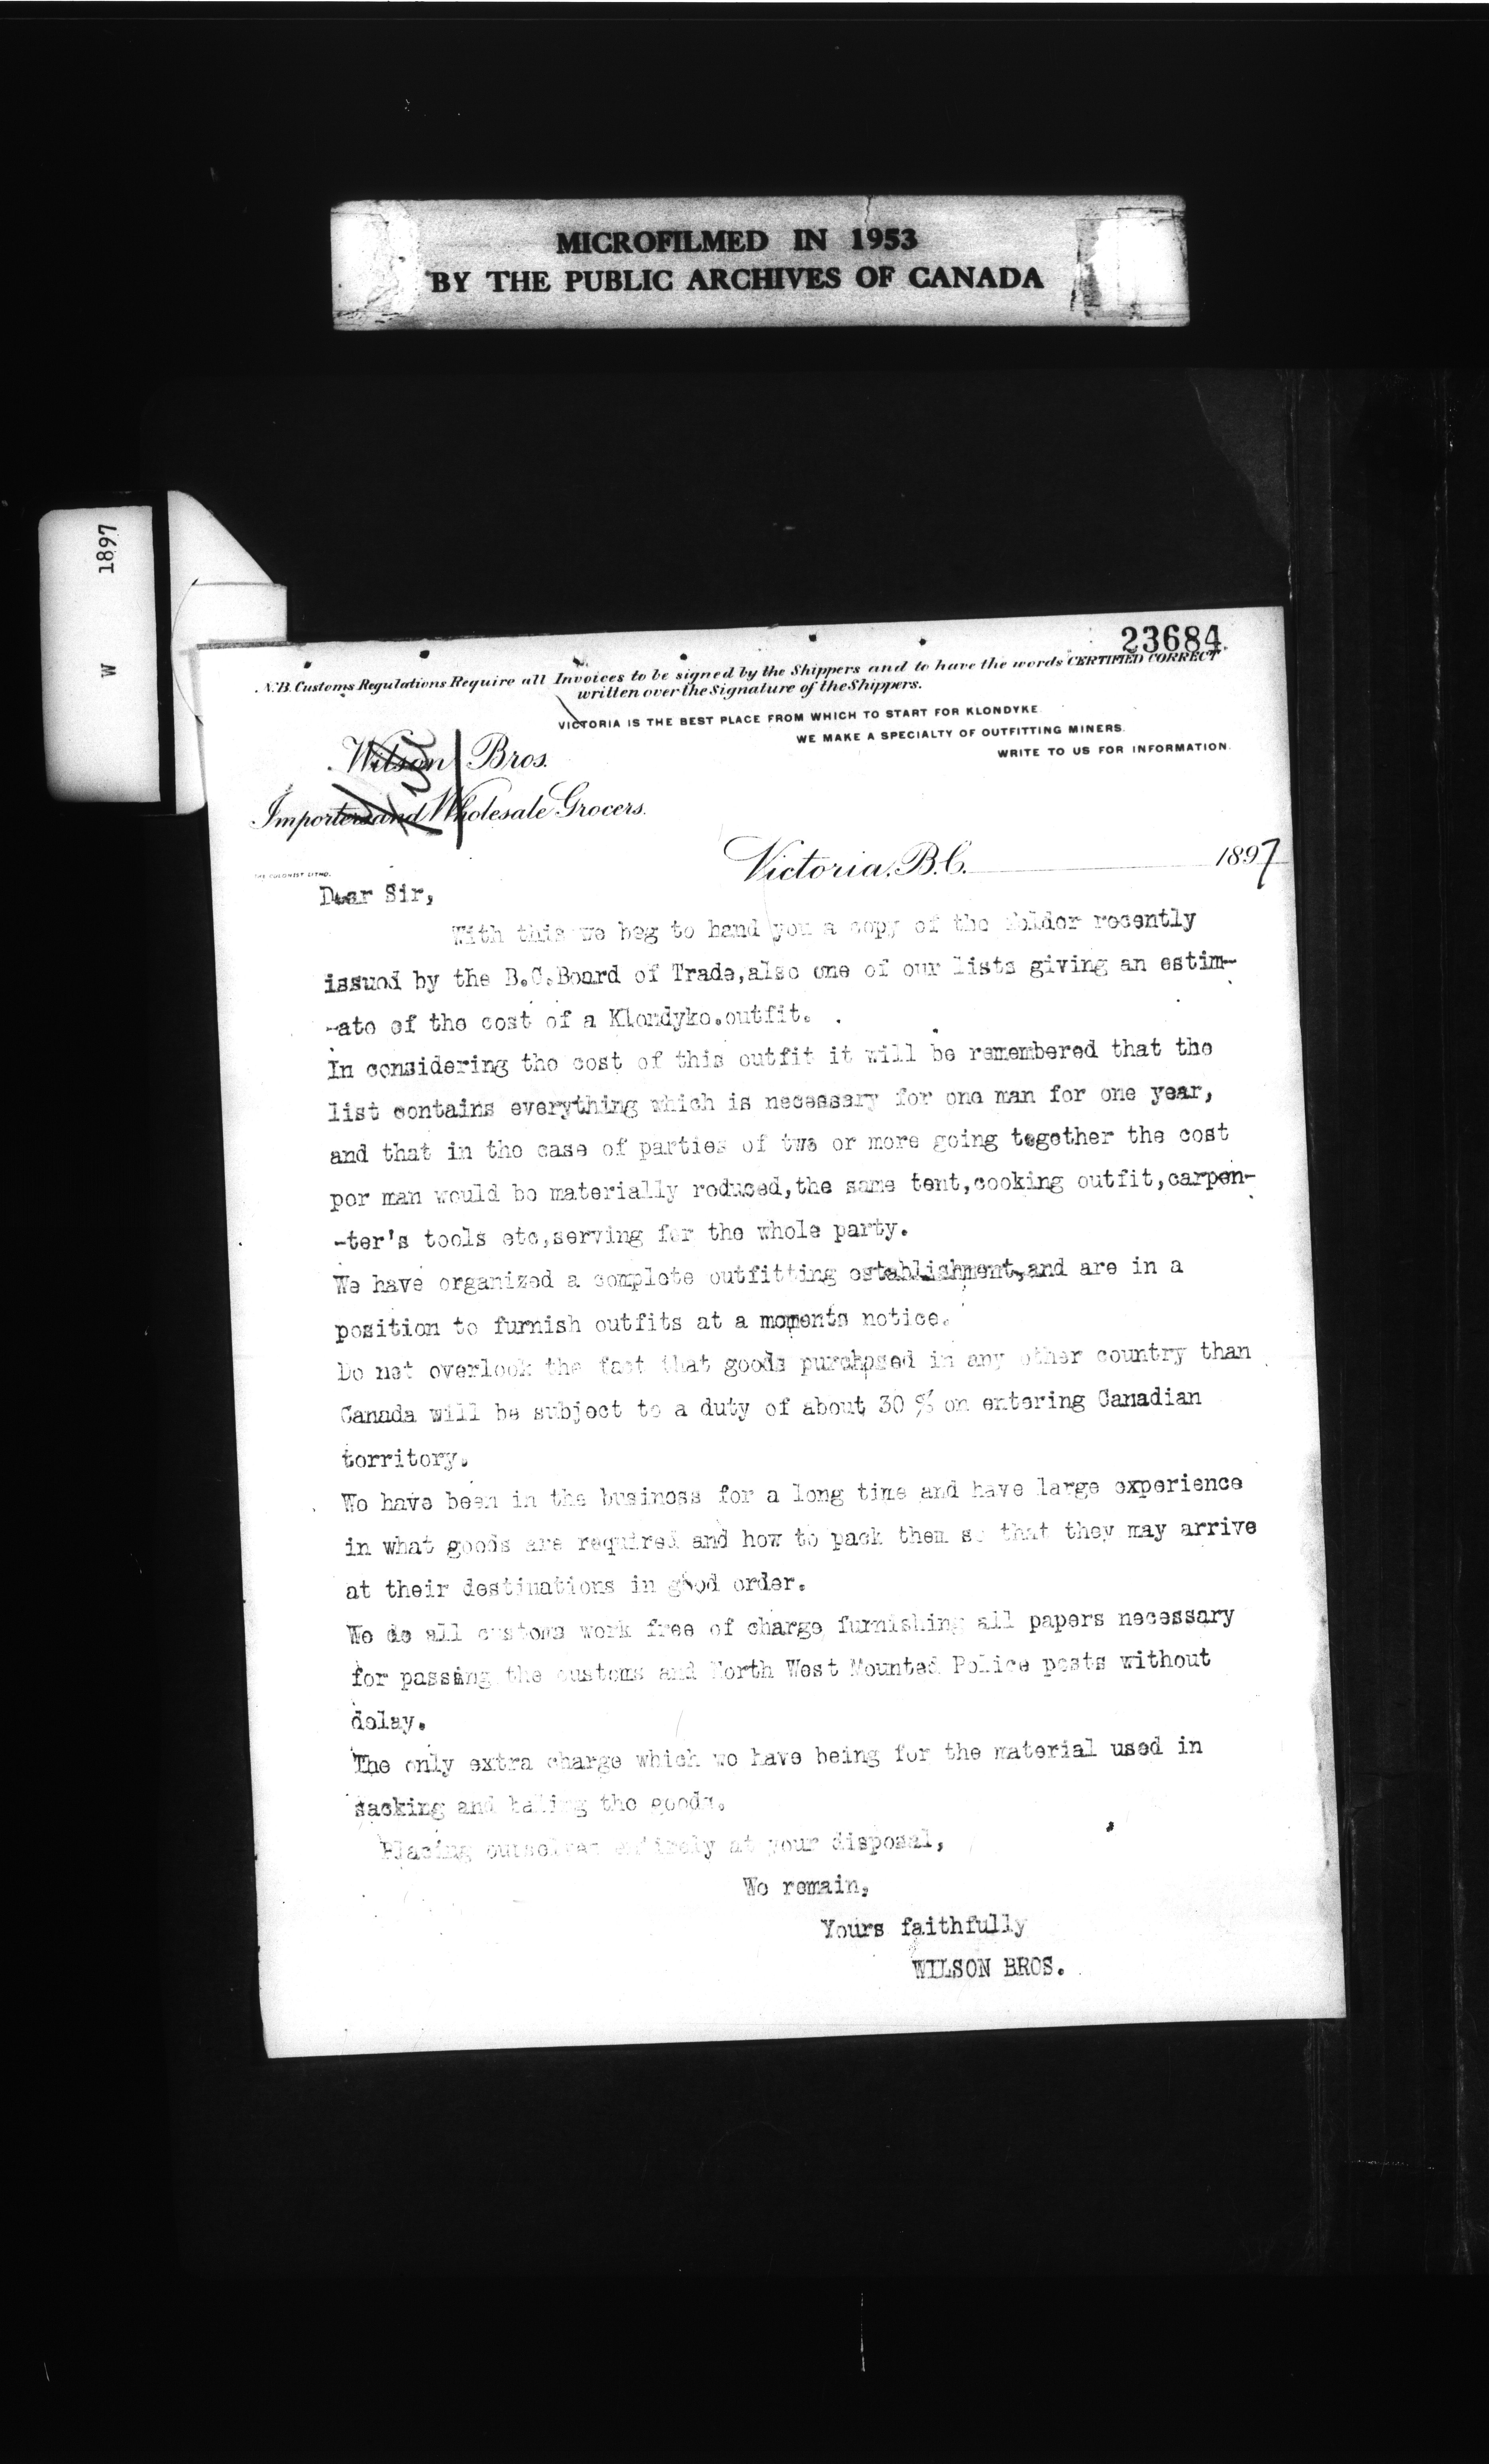 MICROFILMED IN 1953
BY THE PUBLIC ARCHIVES OF CANADA
W 1897
23684
N.B. Customs Regulations Require all Invoices to be signed by the Shippers and to have the words CERTIFIED CORRECT
written over the Signature of the Shippers.
VICTORIA IS THE BEST PLACE FROM WHICH TO START FOR KLONDYKE.
WE MAKE A SPECIALTY OF OUTFITTING MINERS.
WRITE TO US FOR INFORMATION.
Wilson Bros.
Importers and Wholesale Grocers.
Victoria, B.C. 1897
THE COLONIST LITHO.
Dear Sir,
With this we beg to hand you a copy of the folder recently
issued by the B.C.Board of Trade,also one of our lists giving an estim-
-ate of the cost of a Klondyke.outfit.
In considering the cost of this outfit it will be remembered that the
list contains everything which is necessary for one man for one year,
and that in the case of parties of two or more going together the cost
per man would be materially reduced,the same tent,cooking outfit,carpen-
-ter's tools etc,serving for the whole party.
We have organized a complete outfitting establishment,and are in a
position to furnish outfits at a moments notice.
Do not overlook the fact that goods purchased in any other country than
Canada will be subject to a duty of about 30 % on entering Canadian
territory.
We have been in the business for a long time and have large experience
in what goods are required and how to pack them so that they may arrive
at their destinations in good order.
We do all customs work free of charge furnishing all papers necessary
for passing the customs and North West Mounted Police posts without
delay.
The only extra charge which we have being for the material used in
sacking and baling the goods.
Placing ourselves entirely at your disposal,
We remain,
Yours faithfully
WILSON BROS.